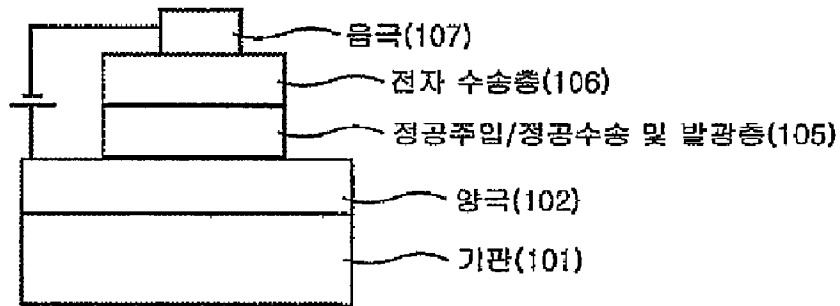 음극(107)
전자 수송층(106)
정공주입/정공수송 및 발광층(105)
양극(102)
기판(101)